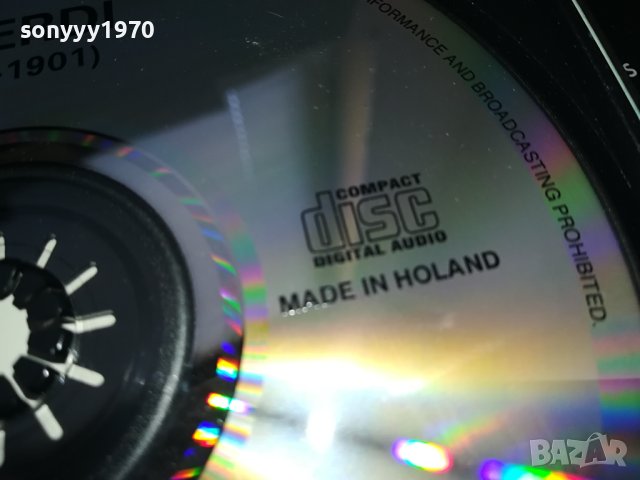 sonyyy1970
ERDI
-1901)
FORMANCE AND BROADCASTING PROHIBITED.
COMPACT
disc
DIGITAL AUDIO
MADE IN HOLAND
S
BAZAR